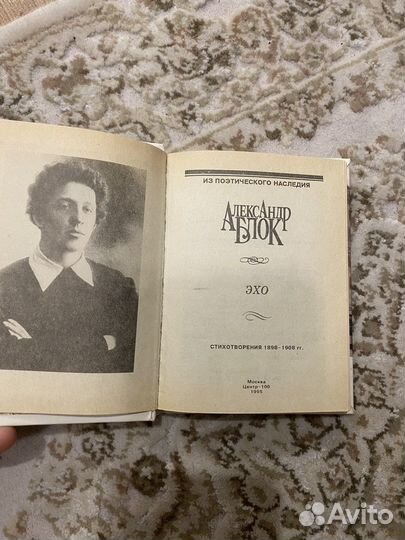 ИЗ ПОЭТИЧЕСКОГО НАСЛЕДИЯ
АЛЕКСАНДР
БЛОК
ЭХО
СТИХОТВОРЕНИЯ 1898-1908 гг.
Москва
Центр-100
1995
Avito